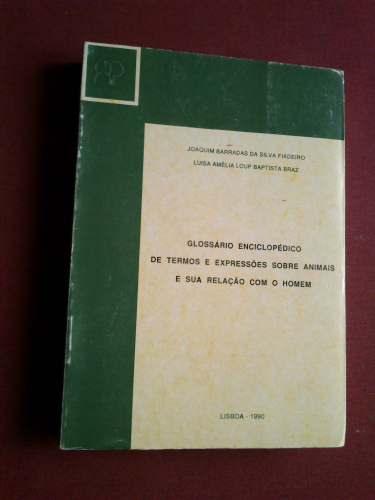 JOAQUIM BARRADAS DA SILVA FIADEIRO
LUISA AMÉLIA LOUP BAPTISTA BRAZ
GLOSSÁRIO ENCICLOPÉDICO
DE TERMOS E EXPRESSÕES SOBRE ANIMAIS
E SUA RELAÇÃO COM O HOMEM
LISBOA - 1990